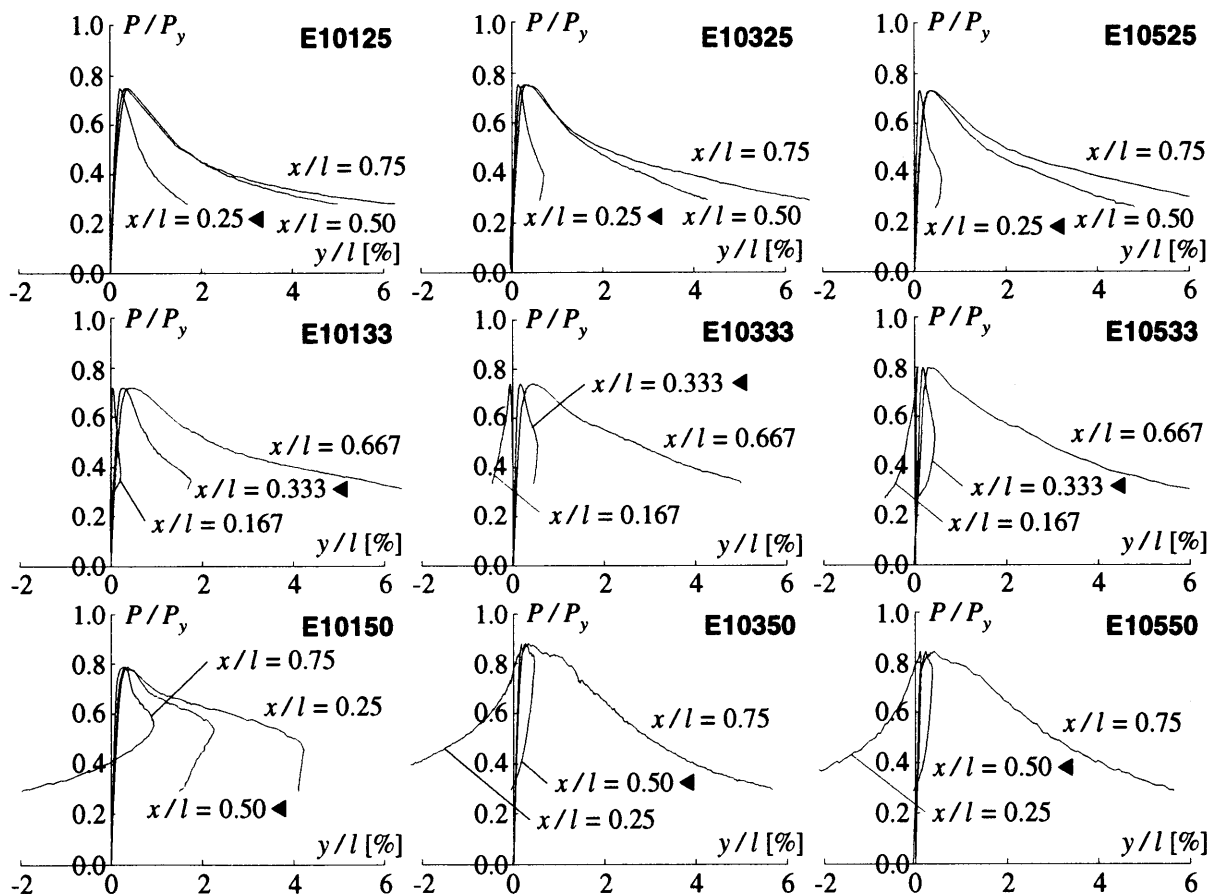 1.0 P/Py E10125
0.8
0.6
0.4 x/l = 0.75
0.2 x/l = 0.25 ◀ x/l = 0.50
0.0 y/l [%]
-2 0 2 4 6
1.0 P/Py E10325
0.8
0.6
0.4 x/l = 0.75
0.2 x/l = 0.25 ◀ x/l = 0.50
0.0 y/l [%]
0 2 4 6
1.0 P/Py E10525
0.8
0.6
0.4 x/l = 0.75
0.2 x/l = 0.25 ◀ x/l = 0.50
0.0 y/l [%]
-2 0 2 4 6
1.0 P/Py E10133
0.8
0.6
0.4 x/l = 0.667
x/l = 0.333 ◀
0.2 x/l = 0.167
0.0 y/l [%]
-2 0 2 4 6
1.0 P/Py E10333
0.8 x/l = 0.333 ◀
0.6
0.4 x/l = 0.667
0.2 x/l = 0.167
0.0 y/l [%]
-2 0 2 4 6
1.0 P/Py E10533
0.8
0.6
0.4 x/l = 0.667
x/l = 0.333 ◀
0.2 x/l = 0.167
0.0 y/l [%]
-2 0 2 4 6
1.0 P/Py E10150
0.8 x/l = 0.75
0.6 x/l = 0.25
0.4
0.2 x/l = 0.50 ◀
0.0 y/l [%]
-2 0 2 4 6
1.0 P/Py E10350
0.8
0.6 x/l = 0.75
0.4
x/l = 0.50 ◀
0.2 x/l = 0.25
0.0 y/l [%]
-2 0 2 4 6
1.0 P/Py E10550
0.8
0.6 x/l = 0.75
0.4 x/l = 0.50 ◀
0.2 x/l = 0.25
0.0 y/l [%]
-2 0 2 4 6